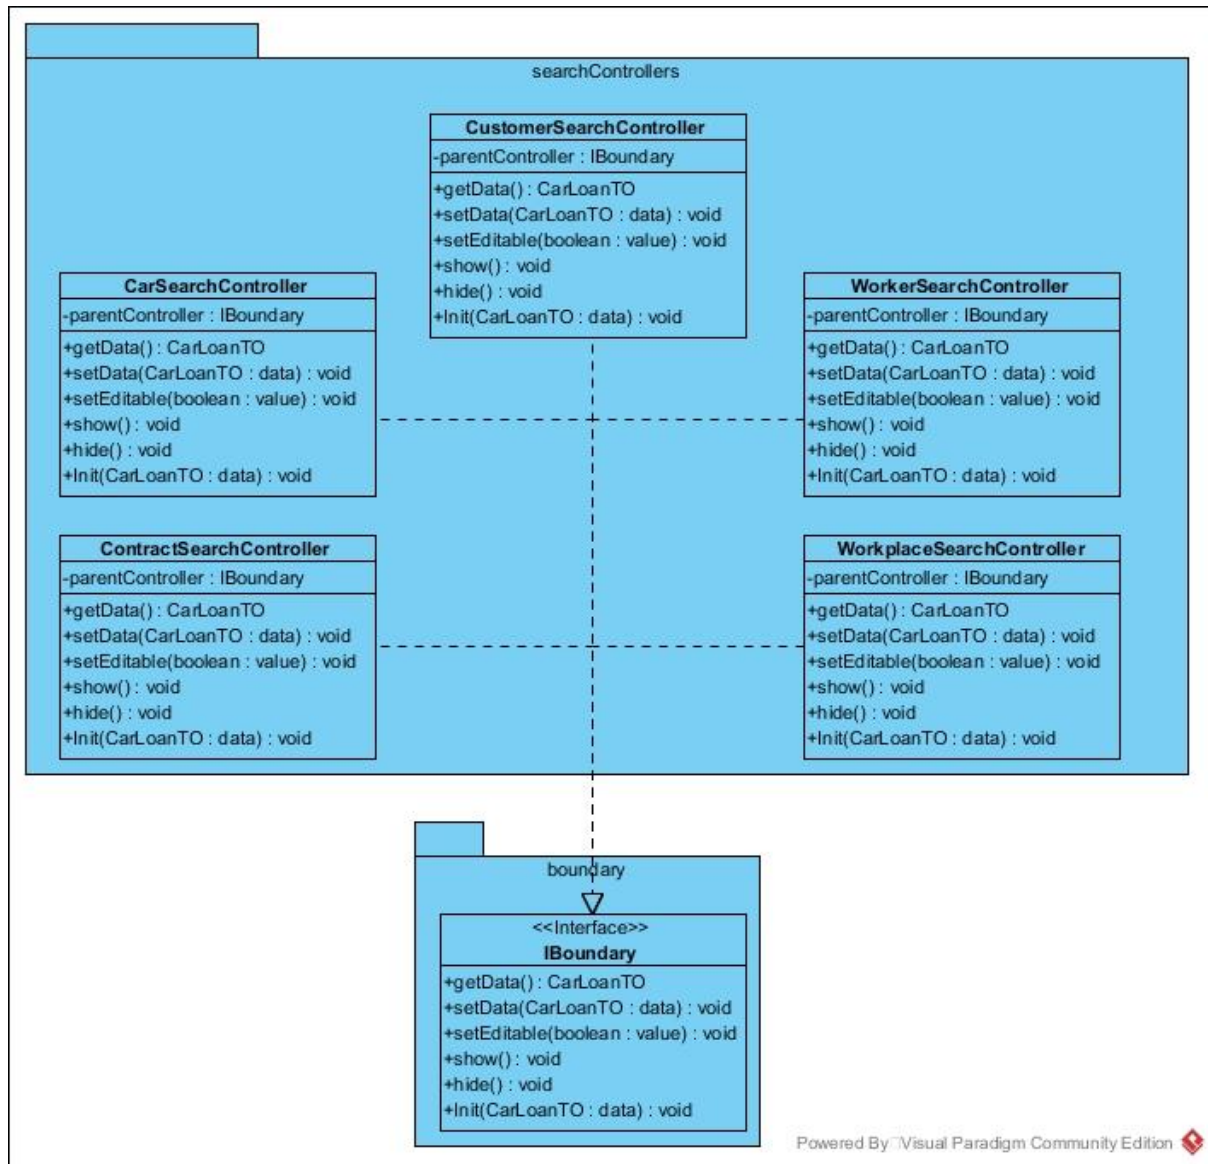 searchControllers
CustomerSearchController
-parentController : IBoundary
+getData() : CarLoanTO
+setData(CarLoanTO : data) : void
+setEditable(boolean : value) : void
+show() : void
+hide() : void
+Init(CarLoanTO : data) : void
CarSearchController
-parentController : IBoundary
+getData() : CarLoanTO
+setData(CarLoanTO : data) : void
+setEditable(boolean : value) : void
+show() : void
+hide() : void
+Init(CarLoanTO : data) : void
WorkerSearchController
-parentController : IBoundary
+getData() : CarLoanTO
+setData(CarLoanTO : data) : void
+setEditable(boolean : value) : void
+show() : void
+hide() : void
+Init(CarLoanTO : data) : void
ContractSearchController
-parentController : IBoundary
+getData() : CarLoanTO
+setData(CarLoanTO : data) : void
+setEditable(boolean : value) : void
+show() : void
+hide() : void
+Init(CarLoanTO : data) : void
WorkplaceSearchController
-parentController : IBoundary
+getData() : CarLoanTO
+setData(CarLoanTO : data) : void
+setEditable(boolean : value) : void
+show() : void
+hide() : void
+Init(CarLoanTO : data) : void
boundary
<<Interface>>
IBoundary
+getData() : CarLoanTO
+setData(CarLoanTO : data) : void
+setEditable(boolean : value) : void
+show() : void
+hide() : void
+Init(CarLoanTO : data) : void
Powered By Visual Paradigm Community Edition